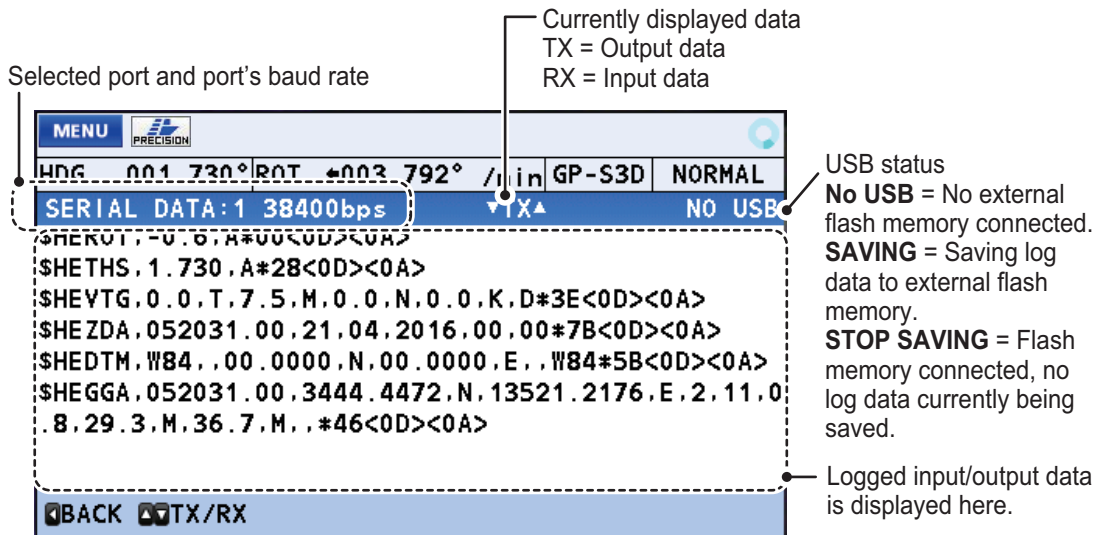 Currently displayed data
TX = Output data
RX = Input data
Selected port and port's baud rate
MENU PRECISION
HDG 001.730° ROT 003.792° /min GP-S3D NORMAL
SERIAL DATA:1 38400bps ▼TX▲ NO USB
$HEROT,-0.6,A*00<0D><0A>
$HETHS,1.730,A*28<0D><0A>
$HEVTG,0.0,T,7.5,M,0.0,N,0.0,K,D*3E<0D><0A>
$HEZDA,052031.00,21,04,2016,00,00*7B<0D><0A>
$HEDTM,W84,,00.0000,N,00.0000,E,,W84*5B<0D><0A>
$HEGGA,052031.00,3444.4472,N,13521.2176,E,2,11,0
.8,29.3,M,36.7,M,,*46<0D><0A>
BACK TX/RX
USB status
No USB = No external
flash memory connected.
SAVING = Saving log
data to external flash
memory.
STOP SAVING = Flash
memory connected, no
log data currently being
saved.
Logged input/output data
is displayed here.